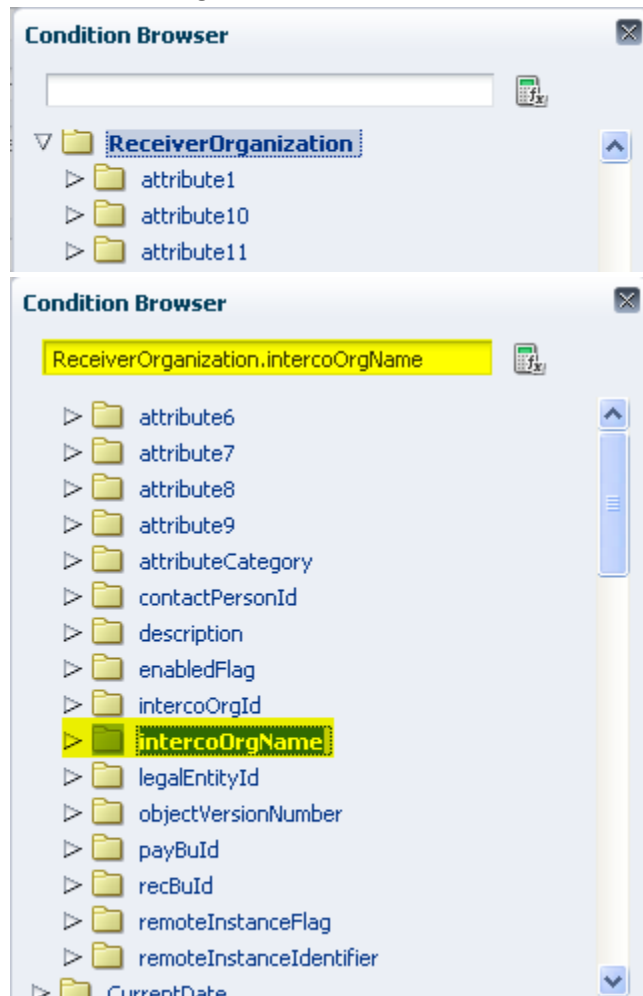 Condition Browser
ReceiverOrganization
attribute1
attribute10
attribute11
Condition Browser
ReceiverOrganization.intercoOrgName
attribute6
attribute7
attribute8
attribute9
attributeCategory
contactPersonId
description
enabledFlag
intercoOrgId
intercoOrgName
legalEntityId
objectVersionNumber
payBuId
recBuId
remoteInstanceFlag
remoteInstanceIdentifier
CurrentDate